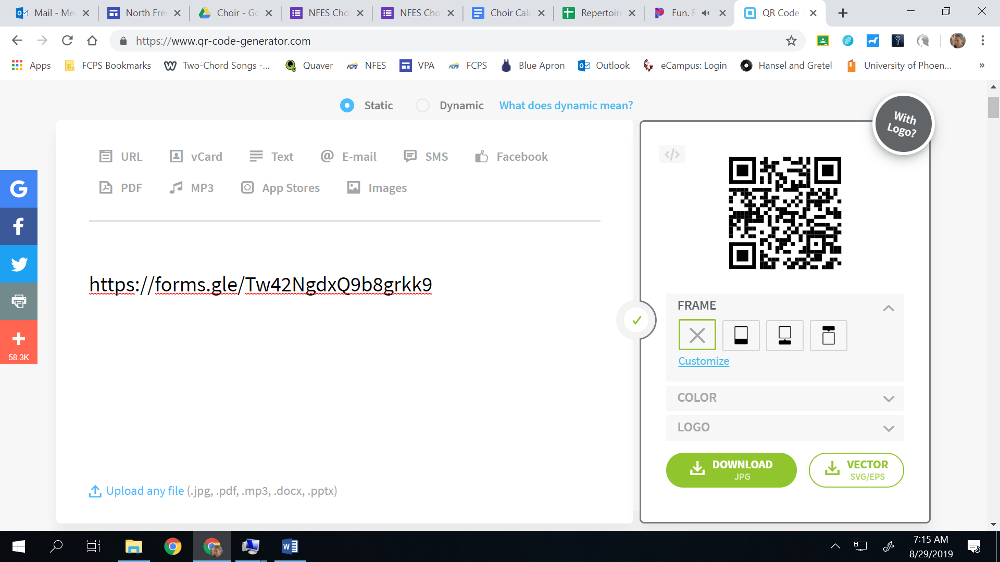 Mail - Me
North Fre
Choir - Go
NFES Cho
NFES Cho
Choir Cale
Repertoire
Fun. R
QR Code
https://www.qr-code-generator.com
Apps
FCPS Bookmarks
Two-Chord Songs -...
Quaver
NFES
VPA
FCPS
Blue Apron
Outlook
eCampus: Login
Hansel and Gretel
University of Phoen...
»
Static
Dynamic
What does dynamic mean?
With
Logo?
URL
vCard
Text
E-mail
SMS
Facebook
PDF
MP3
App Stores
Images
</>
https://forms.gle/Tw42NgdxQ9b8grkk9
58.3K
FRAME
Customize
COLOR
LOGO
DOWNLOAD
JPG
VECTOR
SVG/EPS
Upload any file (.jpg, .pdf, .mp3, .docx, .pptx)
7:15 AM
8/29/2019